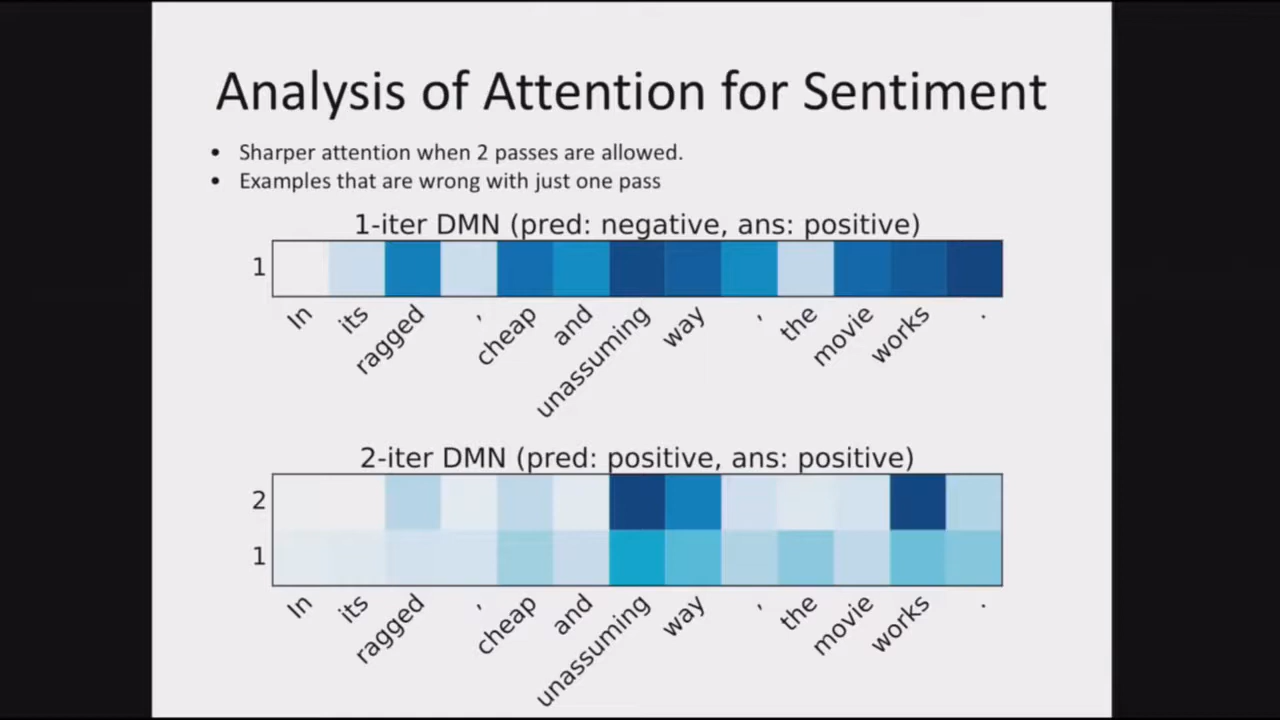 Analysis of Attention for Sentiment
• Sharper attention when 2 passes are allowed.
• Examples that are wrong with just one pass
1-iter DMN (pred: negative, ans: positive)
1
In its ragged , cheap and unassuming way , the movie works .
2-iter DMN (pred: positive, ans: positive)
2
1
In its ragged , cheap and unassuming way , the movie works .